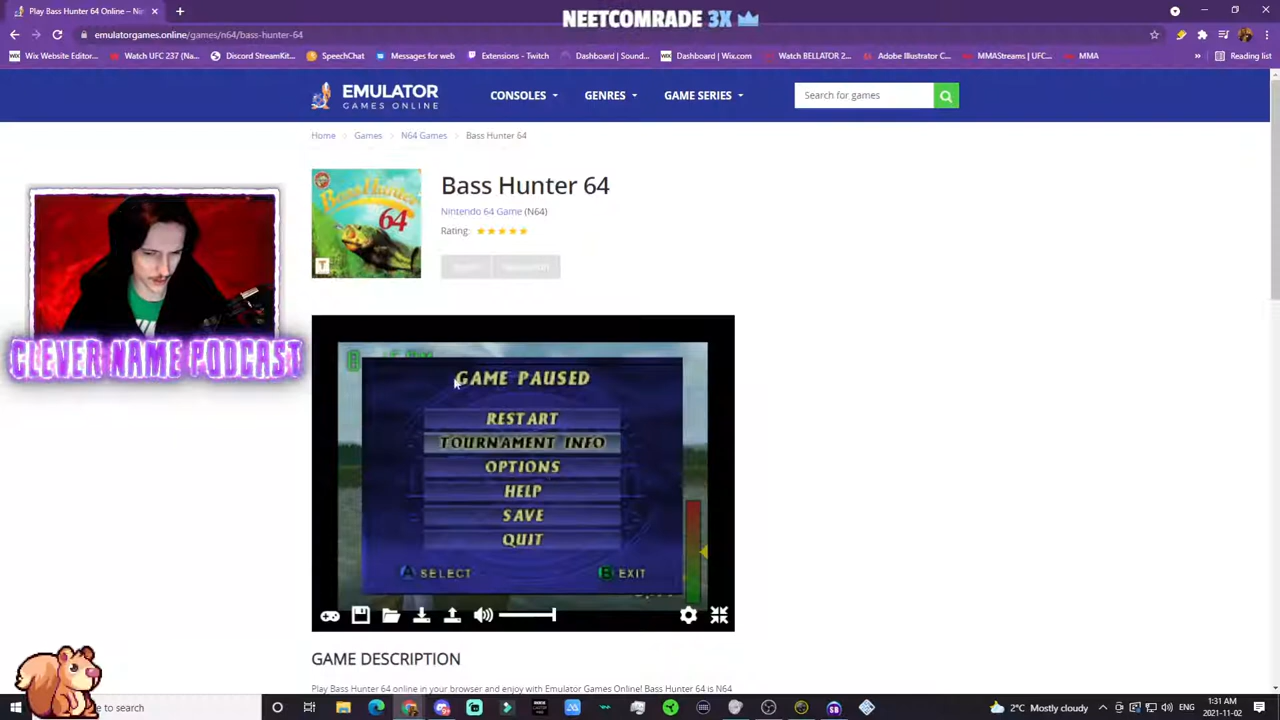 NEETCOMRADE 3X
Play Bass Hunter 64 Online – Ni
emulatorgames.online/games/n64/bass-hunter-64
Wix Website Editor...
Watch UFC 237 (Na...
Discord StreamKit...
SpeechChat
Messages for web
Extensions - Twitch
Dashboard | Sound...
Dashboard | Wix.com
Watch BELLATOR 2...
Adobe Illustrator C...
MMAStreams | UFC...
MMA
»
Reading list
EMULATOR
GAMES ONLINE
CONSOLES
GENRES
GAME SERIES
Search for games
Home
Games
N64 Games
Bass Hunter 64
Bass Hunter
64
T
Bass Hunter 64
Nintendo 64 Game (N64)
Rating:
CLEVER NAME PODCAST
GAME PAUSED
RESTART
TOURNAMENT INFO
OPTIONS
HELP
SAVE
QUIT
A SELECT
B EXIT
GAME DESCRIPTION
Play Bass Hunter 64 online in your browser and enjoy with Emulator Games Online! Bass Hunter 64 is N64
to search
2°C Mostly cloudy
1:31 AM
2021-11-02